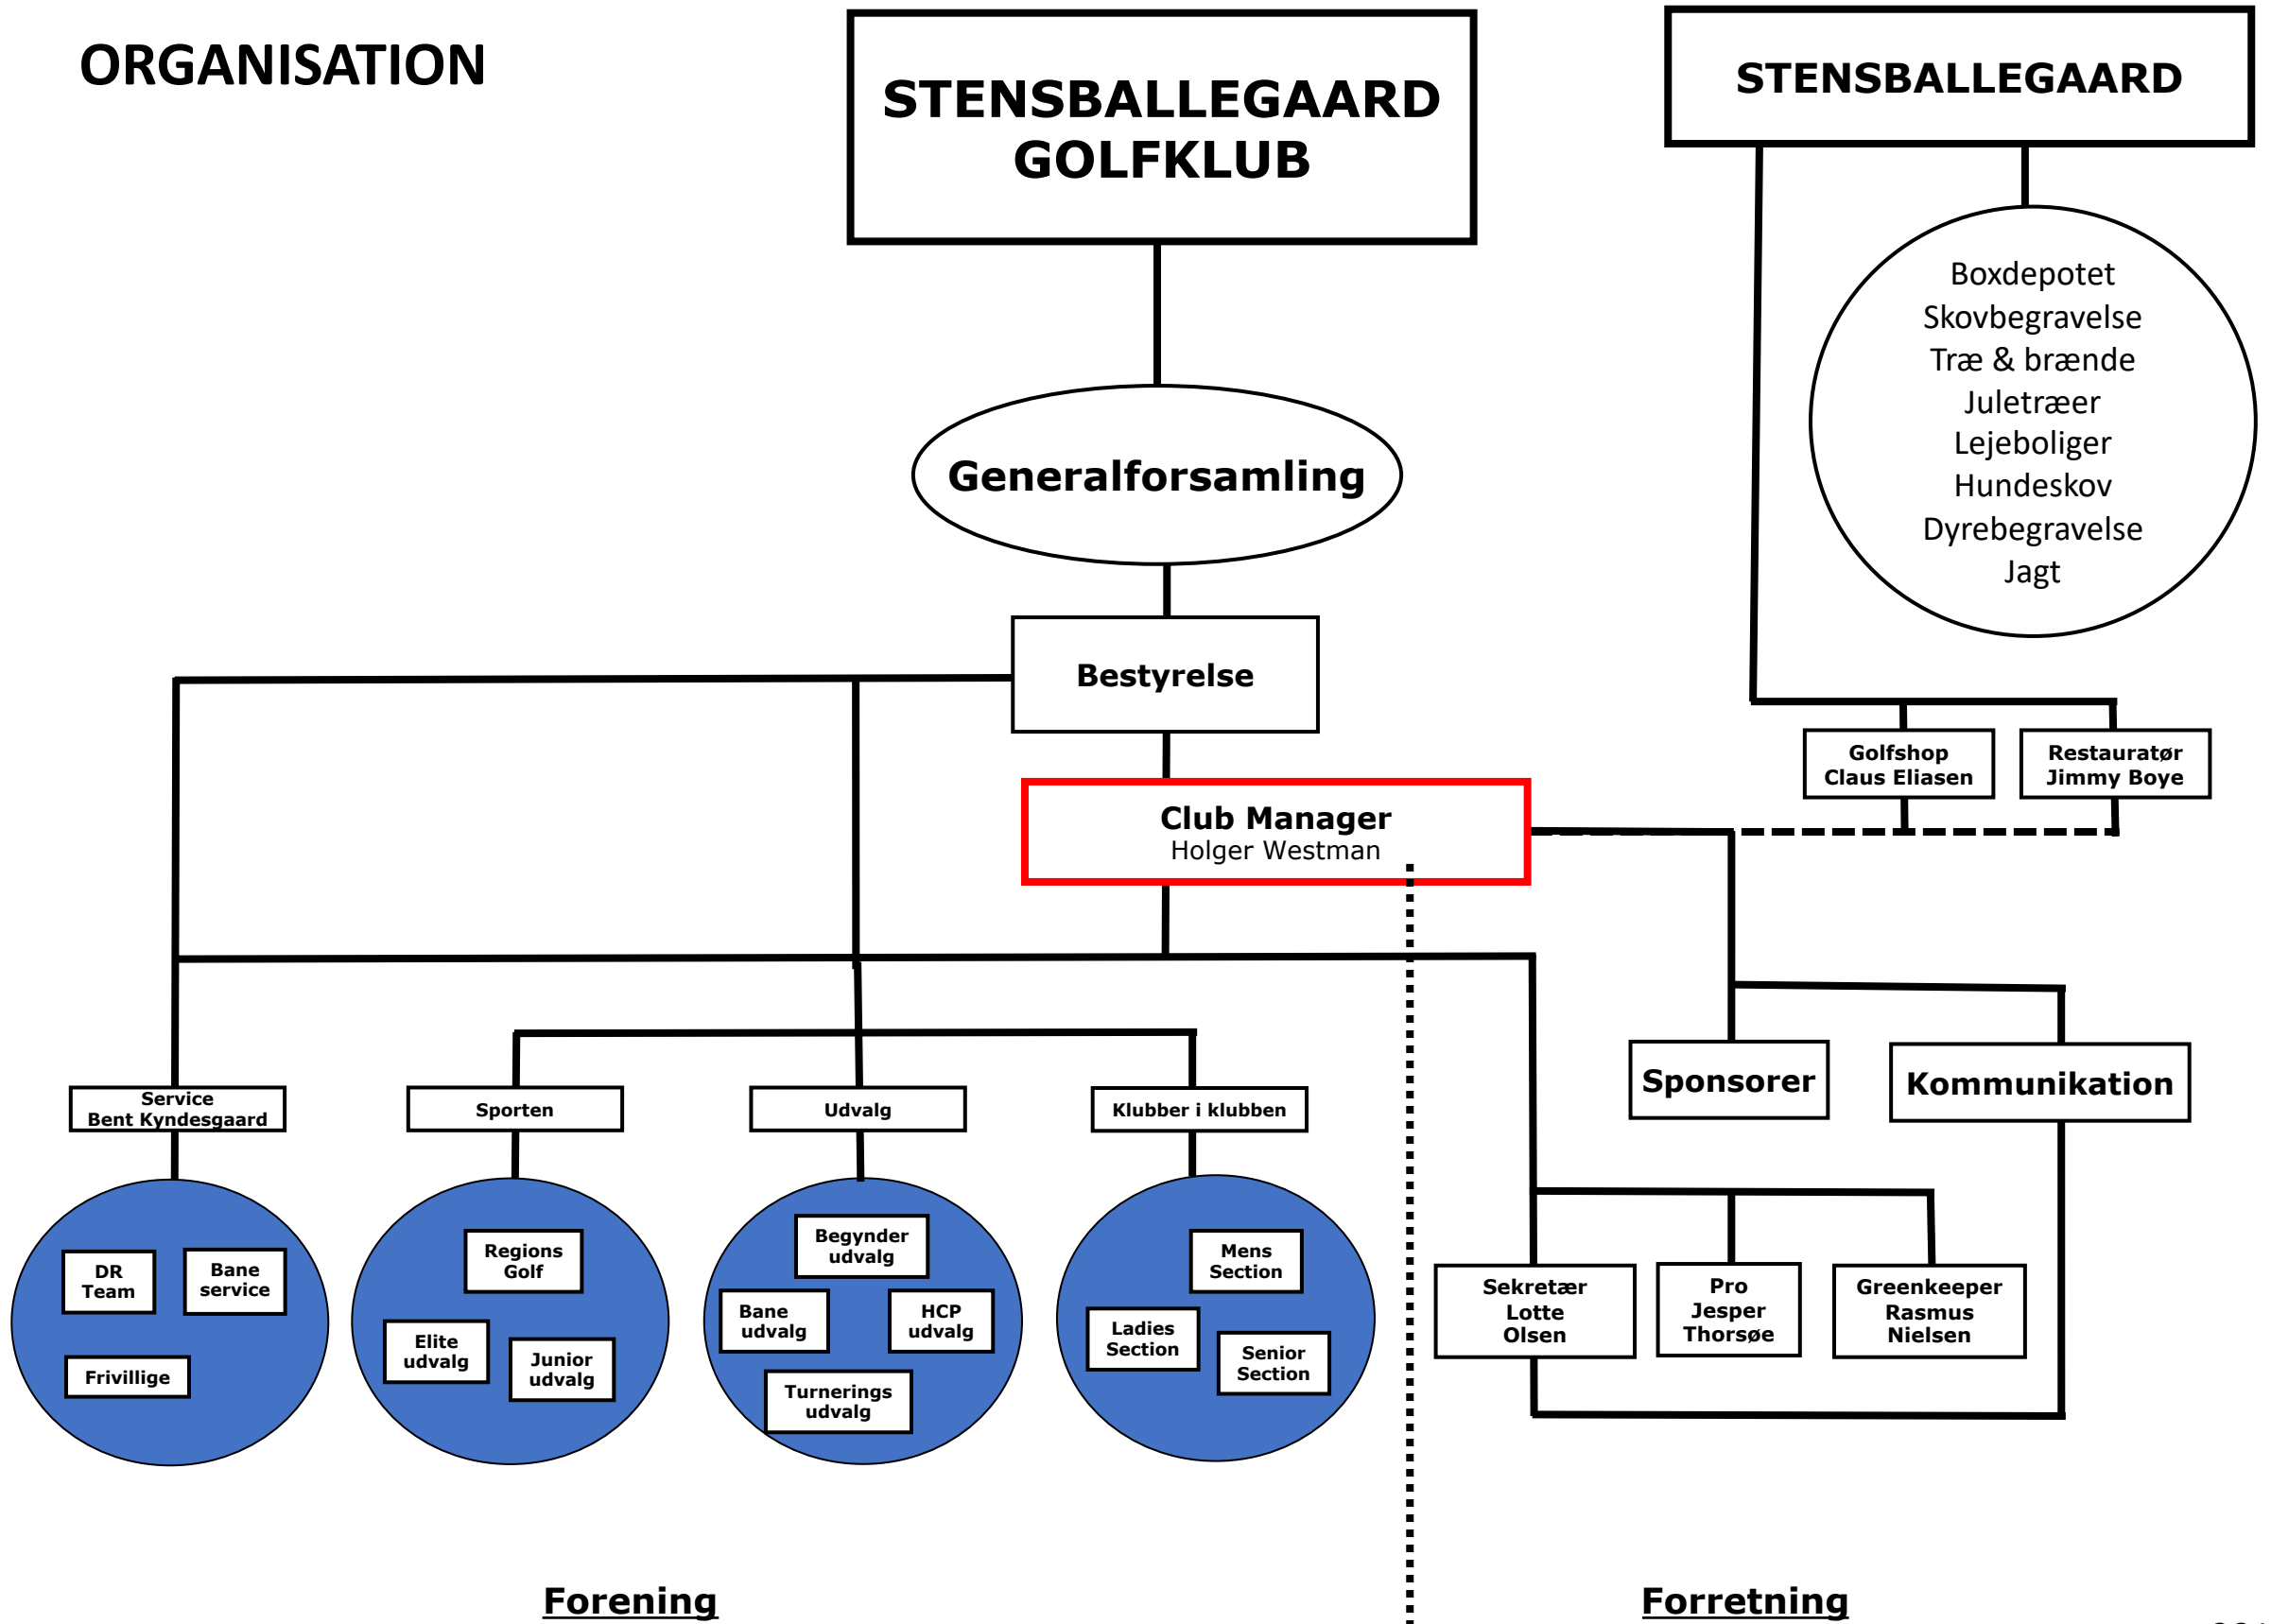 ORGANISATION
STENSBALLEGAARD
GOLFKLUB
STENSBALLEGAARD
Boxdepotet
Skovbegravelse
Træ & brænde
Juletræer
Lejeboliger
Hundeskov
Dyrebegravelse
Jagt
Generalforsamling
Bestyrelse
Golfshop
Claus Eliasen
Restauratør
Jimmy Boye
Club Manager
Holger Westman
Sponsorer
Kommunikation
Service
Bent Kyndesgaard
Sporten
Udvalg
Klubber i klubben
DR
Team
Bane
service
Frivillige
Regions
Golf
Elite
udvalg
Junior
udvalg
Begynder
udvalg
Bane
udvalg
HCP
udvalg
Turnerings
udvalg
Mens
Section
Ladies
Section
Senior
Section
Sekretær
Lotte
Olsen
Pro
Jesper
Thorsøe
Greenkeeper
Rasmus
Nielsen
Forening
Forretning